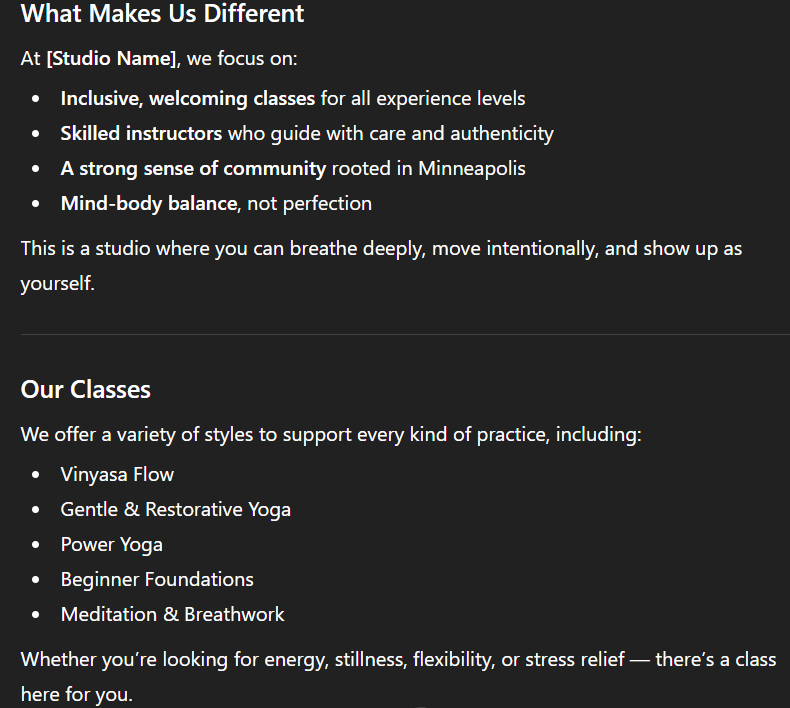 What Makes Us Different
At [Studio Name], we focus on:
• Inclusive, welcoming classes for all experience levels
• Skilled instructors who guide with care and authenticity
• A strong sense of community rooted in Minneapolis
• Mind-body balance, not perfection
This is a studio where you can breathe deeply, move intentionally, and show up as
yourself.
Our Classes
We offer a variety of styles to support every kind of practice, including:
• Vinyasa Flow
• Gentle & Restorative Yoga
• Power Yoga
• Beginner Foundations
• Meditation & Breathwork
Whether you’re looking for energy, stillness, flexibility, or stress relief — there’s a class
here for you.